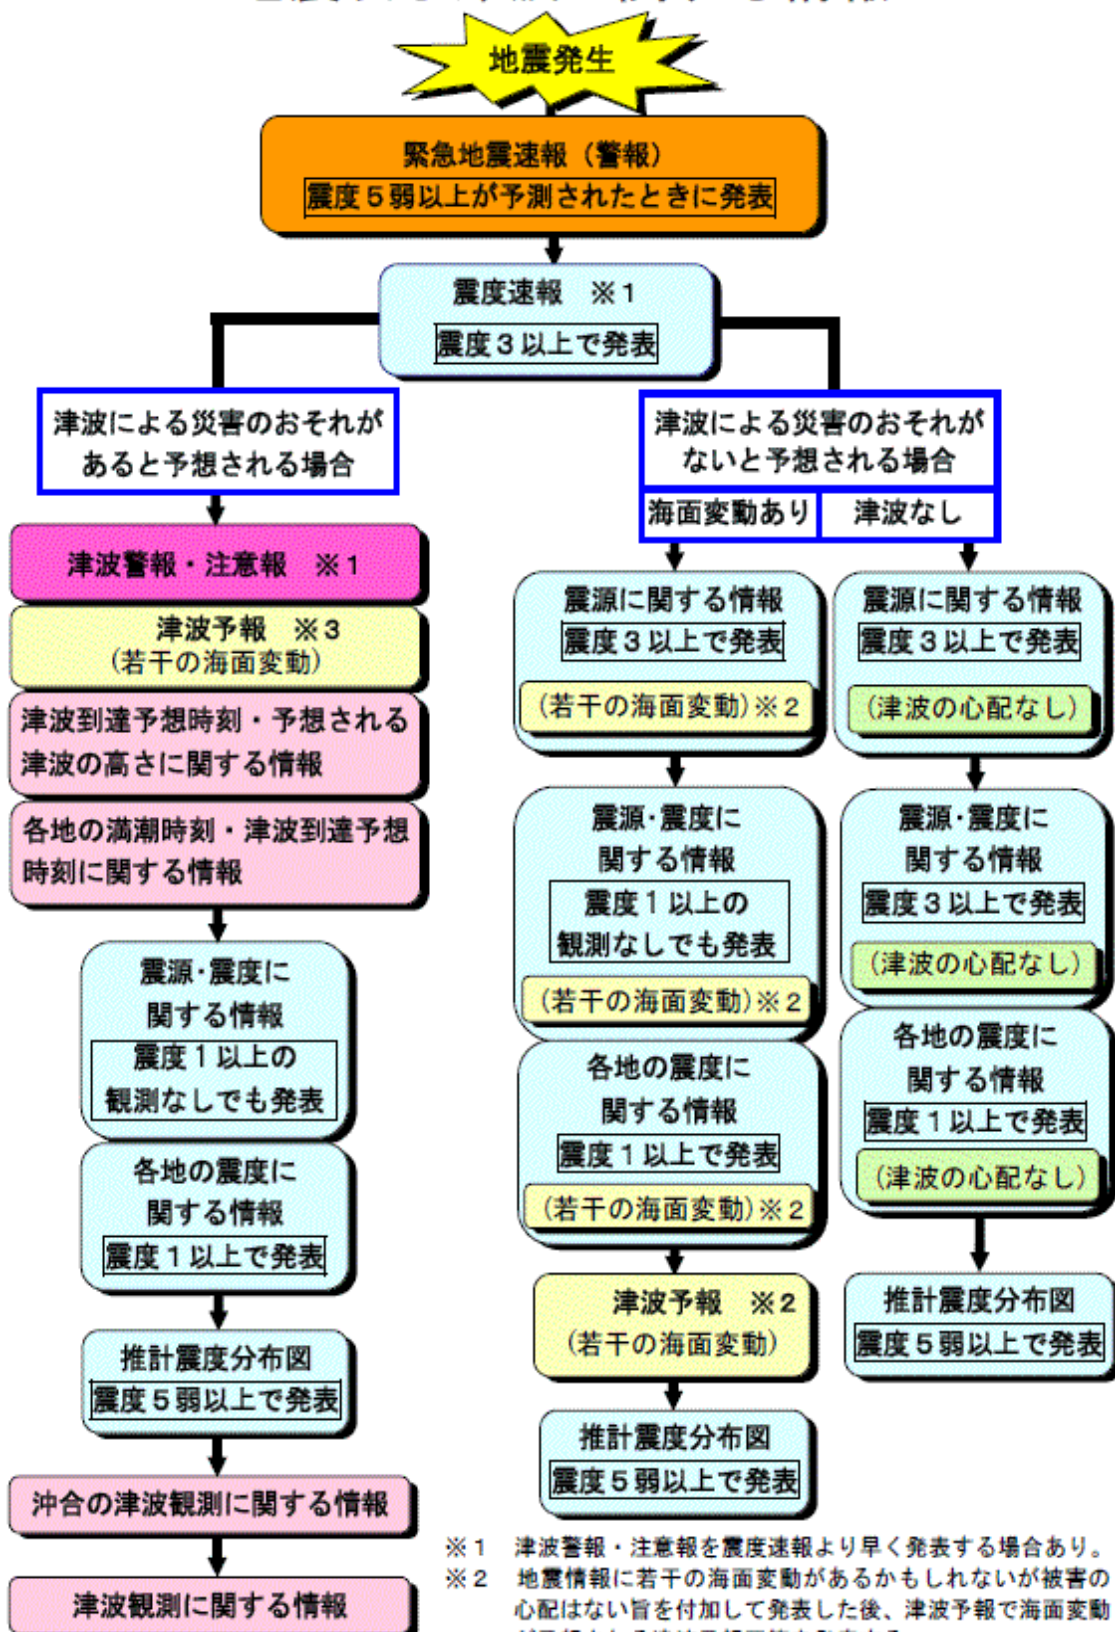 地震発生
緊急地震速報（警報）
震度５弱以上が予測されたときに発表
震度速報　※１
震度３以上で発表
津波による災害のおそれが
あると予想される場合
津波警報・注意報　※１
津波予報　※３
(若干の海面変動)
津波到達予想時刻・予想される
津波の高さに関する情報
各地の満潮時刻・津波到達予想
時刻に関する情報
震源･震度に
関する情報
震度１以上の
観測なしでも発表
各地の震度に
関する情報
震度１以上で発表
推計震度分布図
震度５弱以上で発表
沖合の津波観測に関する情報
津波観測に関する情報
津波による災害のおそれが
ないと予想される場合
海面変動あり
震源に関する情報
震度３以上で発表
(若干の海面変動)※２
震源･震度に
関する情報
震度１以上の
観測なしでも発表
(若干の海面変動)※２
各地の震度に
関する情報
震度１以上で発表
(若干の海面変動)※２
津波予報　※２
(若干の海面変動)
推計震度分布図
震度５弱以上で発表
津波なし
震源に関する情報
震度３以上で発表
(津波の心配なし)
震源･震度に
関する情報
震度３以上で発表
(津波の心配なし)
各地の震度に
関する情報
震度１以上で発表
(津波の心配なし)
推計震度分布図
震度５弱以上で発表
※１　津波警報・注意報を震度速報より早く発表する場合あり。
※２　地震情報に若干の海面変動があるかもしれないが被害の
心配はない旨を付加して発表した後、津波予報で海面変動